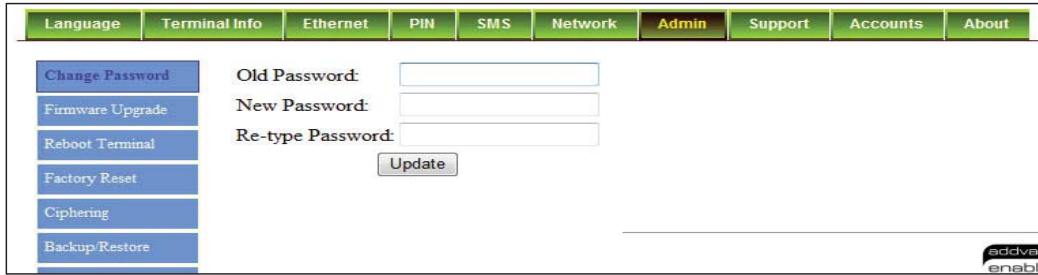 Language Terminal Info Ethernet PIN SMS Network Admin Support Accounts About
Change Password
Firmware Upgrade
Reboot Terminal
Factory Reset
Ciphering
Backup/Restore
Old Password:
New Password:
Re-type Password:
Update